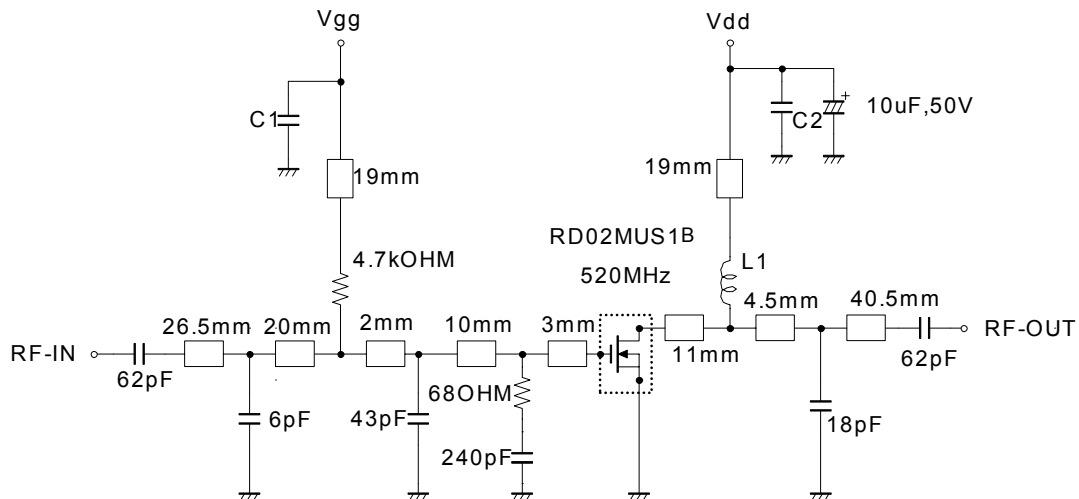 Vgg
Vdd
C1
C2
+
10uF,50V
19mm
19mm
RD02MUS1B
520MHz
4.7kOHM
L1
26.5mm
20mm
2mm
10mm
3mm
11mm
4.5mm
40.5mm
RF-IN
RF-OUT
62pF
62pF
6pF
43pF
68OHM
240pF
18pF